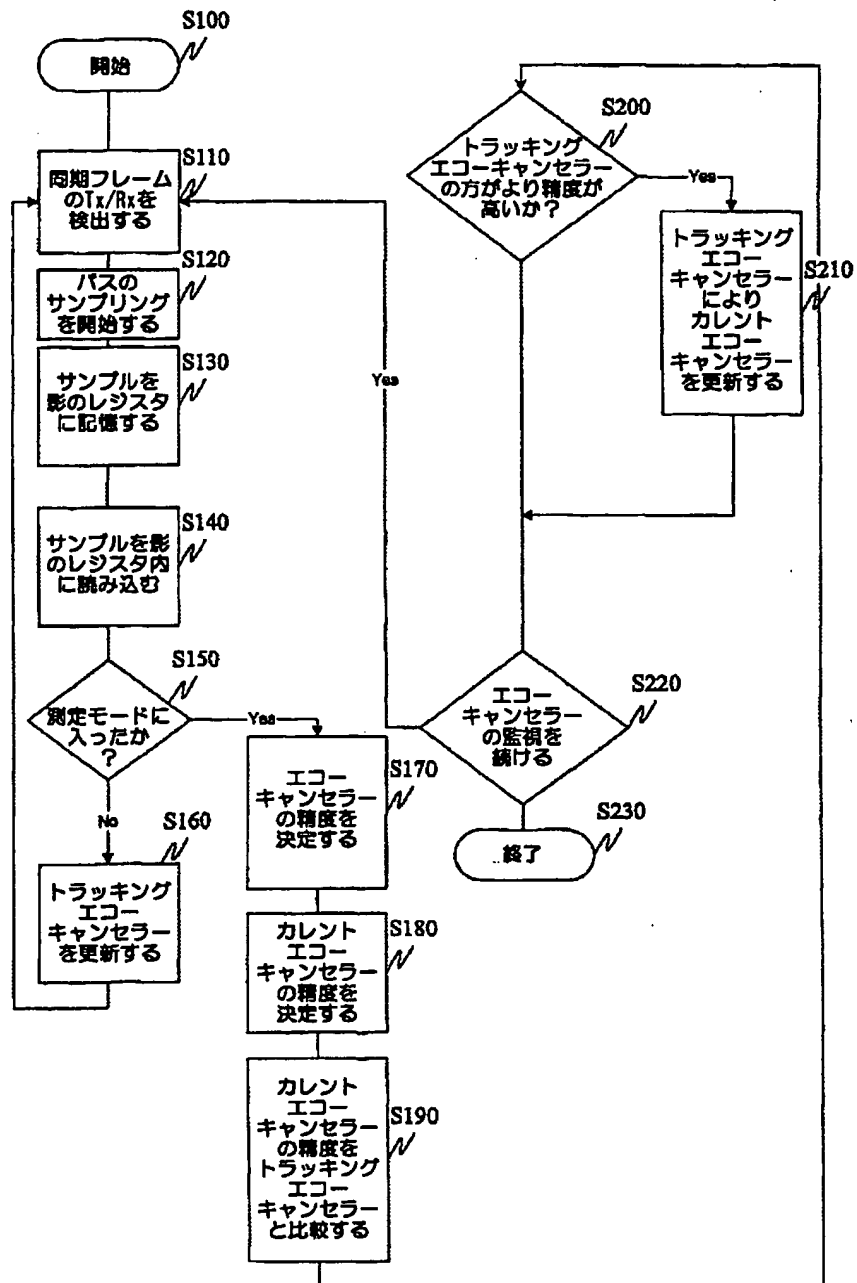 S100
開始
S110
同期フレーム
のTx/Rxを
検出する
S120
パスの
サンプリング
を開始する
S130
サンプルを
影のレジスタ
に記憶する
S140
サンプルを影
のレジスタ内
に読み込む
S150
測定モードに
入ったか
?
Yes
No
S160
トラッキング
エコー
キャンセラー
を更新する
S170
エコー
キャンセラー
の精度を
決定する
S180
カレント
エコー
キャンセラー
の精度を
決定する
S190
カレント
エコー
キャンセラー
の精度を
トラッキング
エコー
キャンセラー
と比較する
S200
トラッキング
エコーキャンセラー
の方がより精度が
高いか?
Yes
S210
トラッキング
エコー
キャンセラー
により
カレント
エコー
キャンセラー
を更新する
Yes
S220
エコー
キャンセラー
の監視を
続ける
S230
終了